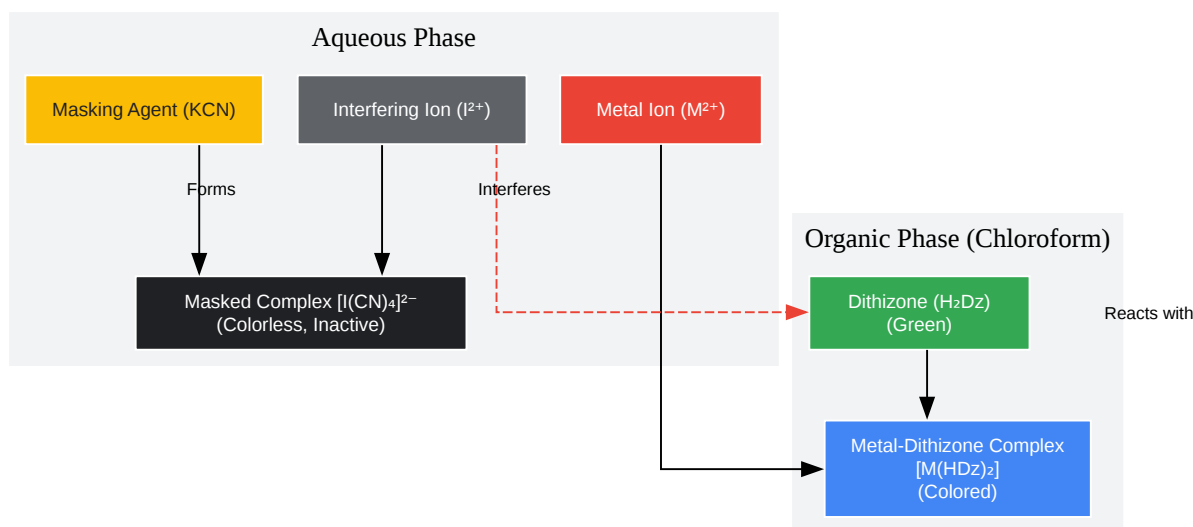 Aqueous Phase
Masking Agent (KCN)
Interfering Ion (I²⁺)
Metal Ion (M²⁺)
Forms
Interferes
Masked Complex [I(CN)₄]²⁻
(Colorless, Inactive)
Organic Phase (Chloroform)
Dithizone (H₂Dz)
(Green)
Reacts with
Metal-Dithizone Complex
[M(HDz)₂]
(Colored)